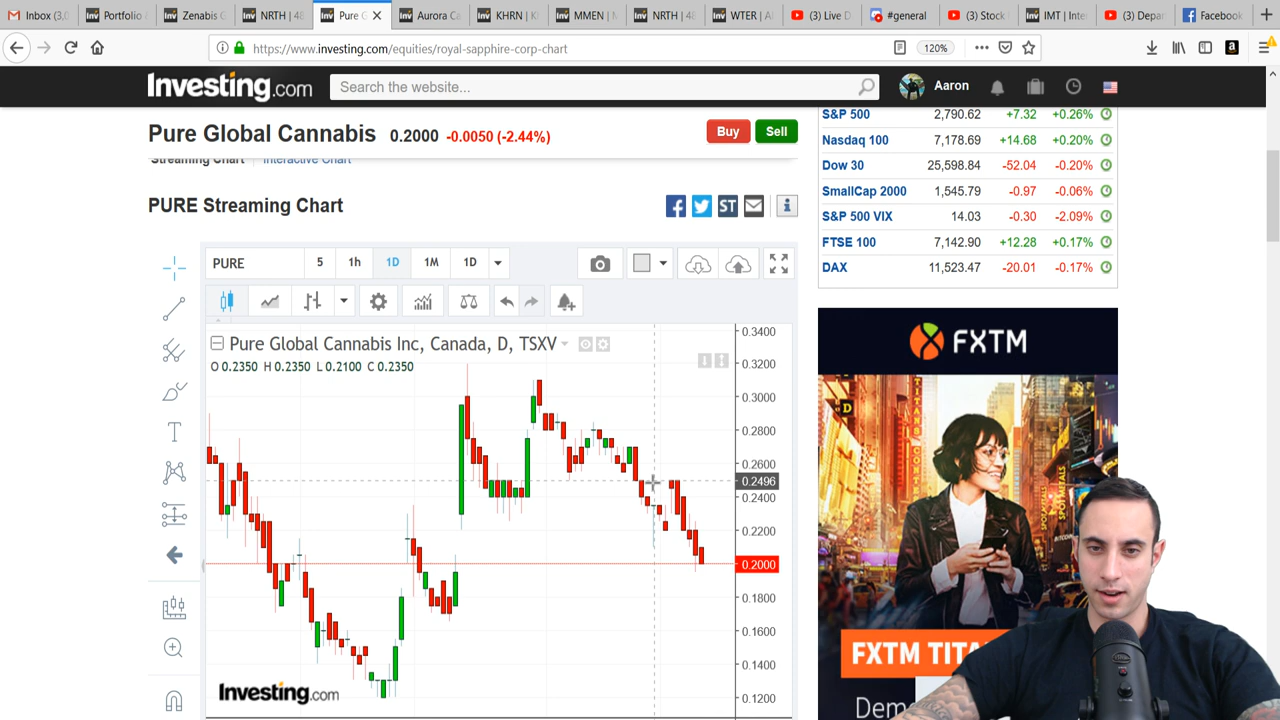 Inbox (3,0
Portfolio
Zenabis G
NRTH | 48
Pure G
Aurora Ca
KHRN | K
MMEN | M
NRTH | 48
WTER | Al
(3) Live D
#general
(3) Stock
IMT | Inte
(3) Depar
Facebook
https://www.investing.com/equities/royal-sapphire-corp-chart
120%
Investing.com
Search the website...
Aaron
Pure Global Cannabis 0.2000 -0.0050 (-2.44%)
Buy
Sell
Streaming Chart
Interactive Chart
PURE Streaming Chart
ST
S&P 500 2,790.62 +7.32 +0.26%
Nasdaq 100 7,178.69 +14.68 +0.20%
Dow 30 25,598.84 -52.04 -0.20%
SmallCap 2000 1,545.79 -0.97 -0.06%
S&P 500 VIX 14.03 -0.30 -2.09%
FTSE 100 7,142.90 +12.28 +0.17%
DAX 11,523.47 -20.01 -0.17%
PURE 5 1h 1D 1M 1D
Pure Global Cannabis Inc, Canada, D, TSXV
O 0.2350 H 0.2350 L 0.2100 C 0.2350
0.3400
0.3200
0.3000
0.2800
0.2600
0.2496
0.2400
0.2200
0.2000
0.1800
0.1600
0.1400
0.1200
T
Investing.com
FXTM
FXTM TITA
Dem